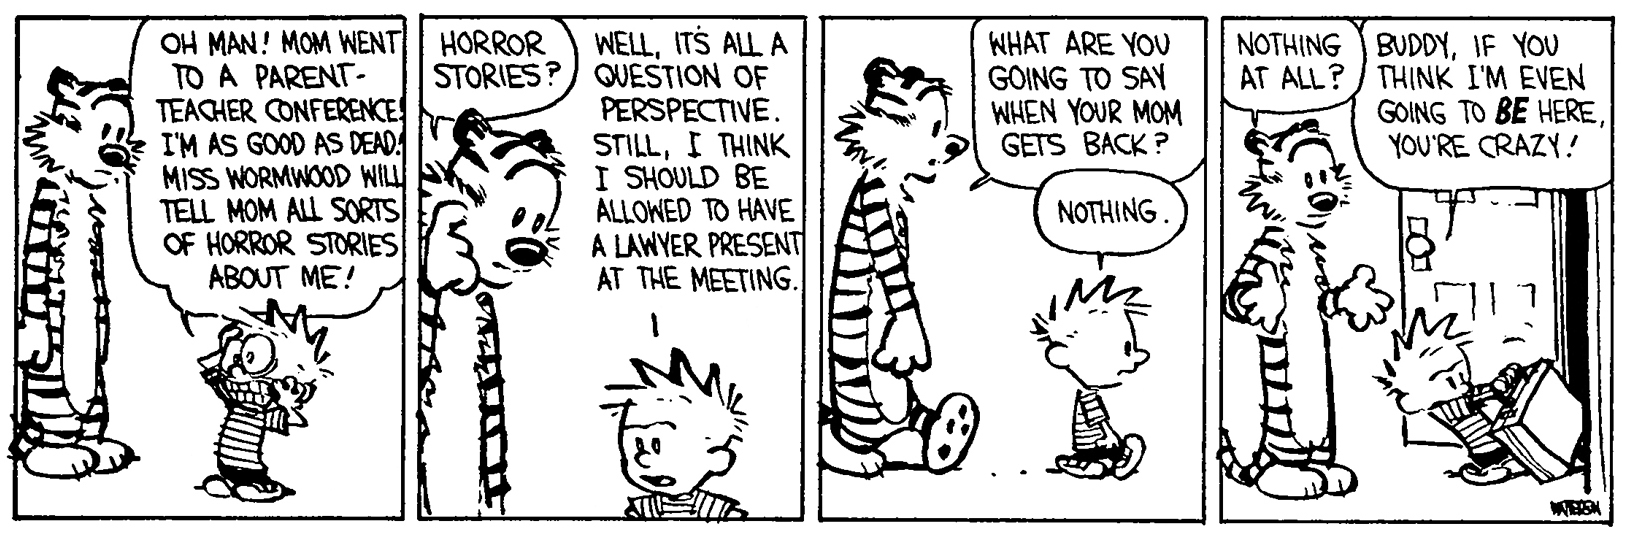 OH MAN! MOM WENT
TO A PARENT-
TEACHER CONFERENCE!
I'M AS GOOD AS DEAD!
MISS WORMWOOD WILL
TELL MOM ALL SORTS
OF HORROR STORIES
ABOUT ME!
HORROR
STORIES?
WELL, IT'S ALL A
QUESTION OF
PERSPECTIVE.
STILL, I THINK
I SHOULD BE
ALLOWED TO HAVE
A LAWYER PRESENT
AT THE MEETING.
WHAT ARE YOU
GOING TO SAY
WHEN YOUR MOM
GETS BACK?
NOTHING.
NOTHING
AT ALL?
BUDDY, IF YOU
THINK I'M EVEN
GOING TO BE HERE,
YOU'RE CRAZY!
WATTERSON